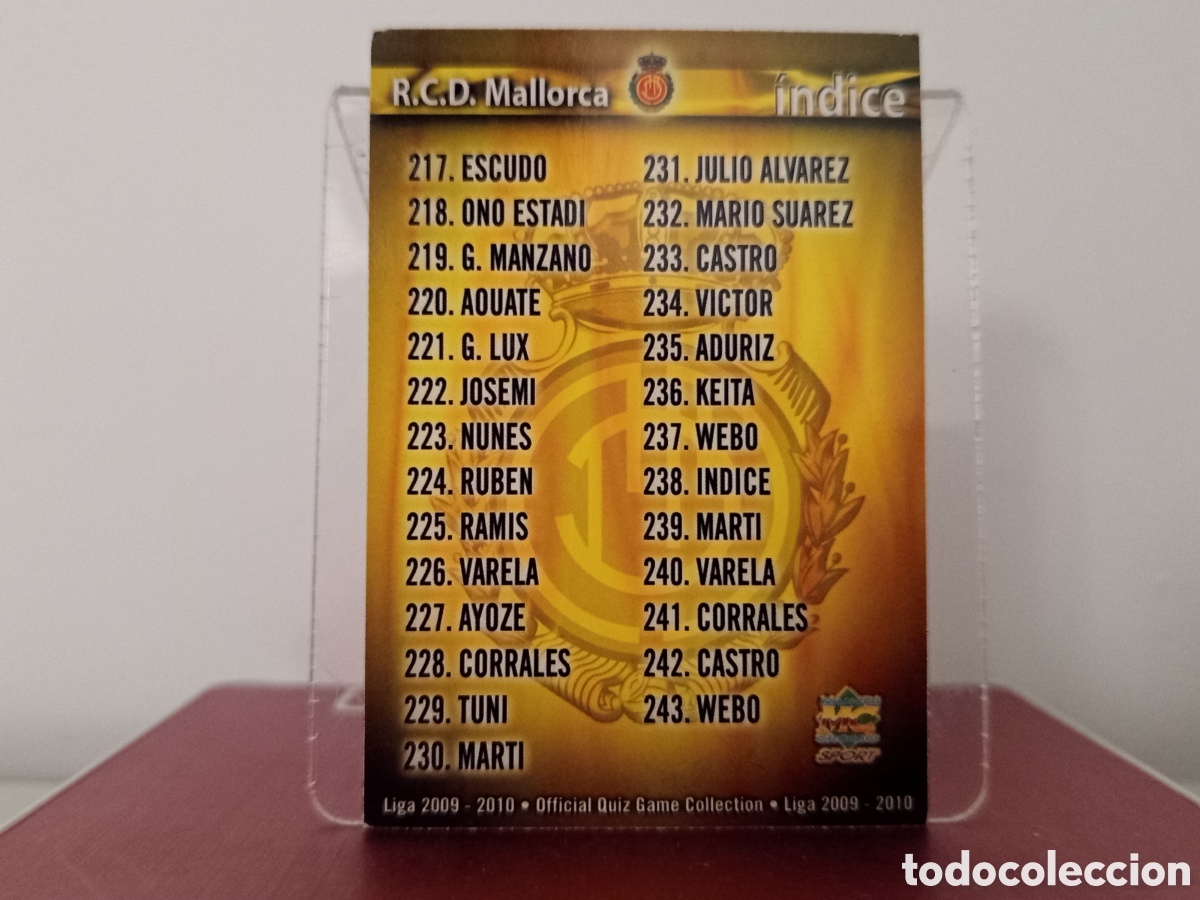 R.C.D. Mallorca
índice
217. ESCUDO
218. ONO ESTADI
219. G. MANZANO
220. AOUATE
221. G. LUX
222. JOSEMI
223. NUNES
224. RUBEN
225. RAMIS
226. VARELA
227. AYOZE
228. CORRALES
229. TUNI
230. MARTI
231. JULIO ALVAREZ
232. MARIO SUAREZ
233. CASTRO
234. VICTOR
235. ADURIZ
236. KEITA
237. WEBO
238. INDICE
239. MARTI
240. VARELA
241. CORRALES
242. CASTRO
243. WEBO
MC
SPORT
Liga 2009 - 2010 • Official Quiz Game Collection • Liga 2009 - 2010
todocoleccion